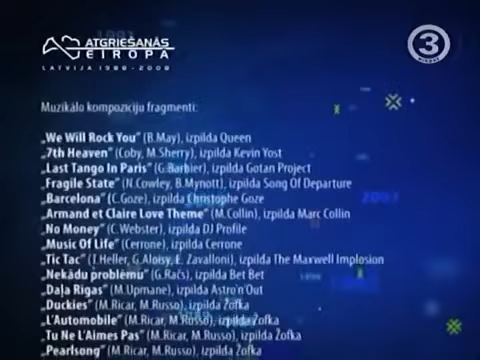 ATGRIEŠANĀS
EIROPĀ
LATVIJA 1988-2008
3
Muzikālo kompozīciju fragmenti:
„We Will Rock You” (B.May), izpilda Queen
„7th Heaven” (Coby, M.Sherry), izpilda Kevin Yost
„Last Tango In Paris” (G.Barbier), izpilda Gotan Project
„Fragile State” (N.Cowley, B.Mynott), izpilda Song Of Departure
„Barcelona” (C.Goze), izpilda Christophe Goze
„Armand et Claire Love Theme” (M.Collin), izpilda Marc Collin
„No Money” (C.Webster), izpilda DJ Profile
„Music Of Life” (Cerrone), izpilda Cerrone
„Tic Tac” (T.Heller, G.Aloisy, E. Zavalloni), izpilda The Maxwell Implosion
„Nekādu problēmu” (G.Račs), izpilda Bet Bet
„Daļa Rīgas” (M.Upmane), izpilda Astro'n'Out
„Duckies” (M.Ricar, M.Russo), izpilda Žofka
„L'Automobile” (M.Ricar, M.Russo), izpilda Žofka
„Tu Ne L'Aimes Pas” (M.Ricar, M.Russo), izpilda Žofka
„Pearlsong” (M.Ricar, M.Russo), izpilda Žofka